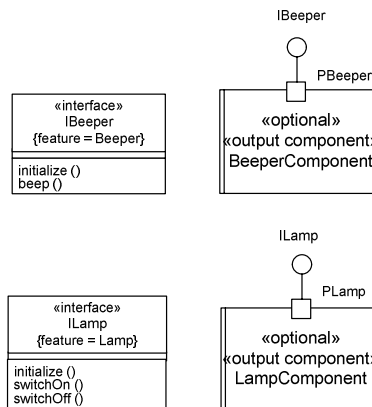 IBeeper
PBeeper
«interface»
IBeeper
{feature = Beeper}
initialize ()
beep ()
«optional»
«output component:
BeeperComponent
ILamp
PLamp
«interface»
ILamp
{feature = Lamp}
initialize ()
switchOn ()
switchOff ()
«optional»
«output component:
LampComponent